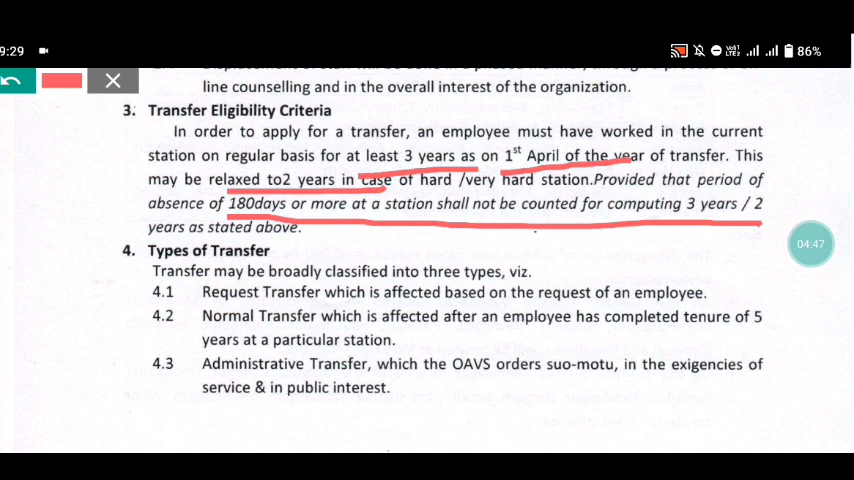 9:29
86%
line counselling and in the overall interest of the organization.
3. Transfer Eligibility Criteria
In order to apply for a transfer, an employee must have worked in the current
station on regular basis for at least 3 years as on 1st April of the year of transfer. This
may be relaxed to2 years in case of hard /very hard station.Provided that period of
absence of 180days or more at a station shall not be counted for computing 3 years / 2
years as stated above.
4. Types of Transfer
Transfer may be broadly classified into three types, viz.
4.1 Request Transfer which is affected based on the request of an employee.
4.2 Normal Transfer which is affected after an employee has completed tenure of 5
years at a particular station.
4.3 Administrative Transfer, which the OAVS orders suo-motu, in the exigencies of
service & in public interest.
04:47